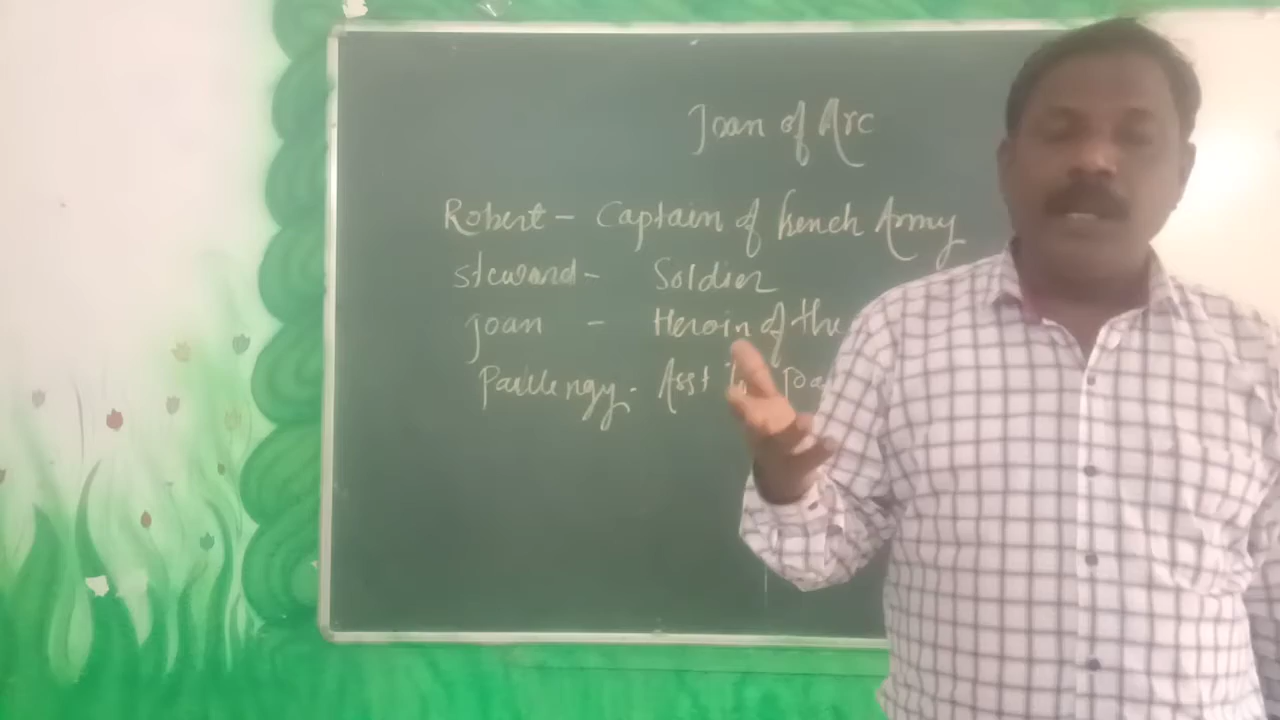 Joan of Arc
Robert - Captain of french Army
Steward - Soldier
Joan - Heroin of the
Paulengy - Asst